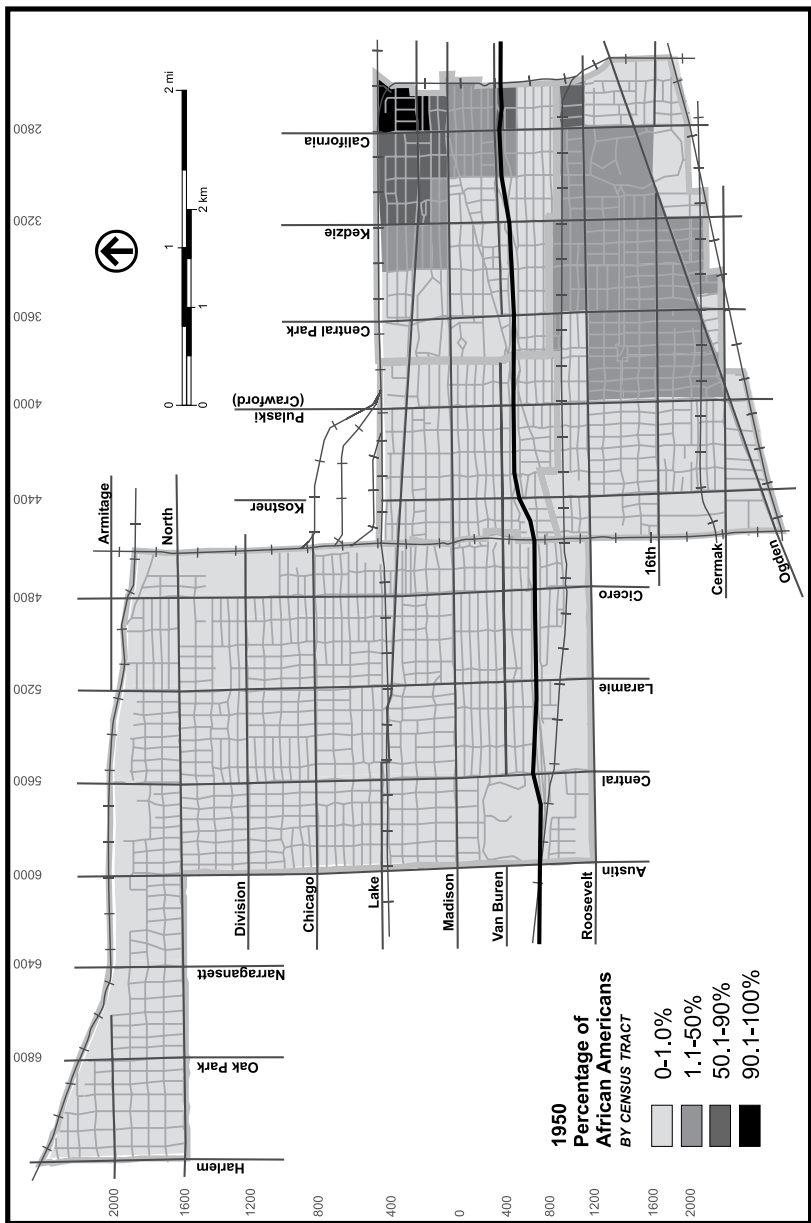 1950
Percentage of
African Americans
BY CENSUS TRACT
0-1.0%
1.1-50%
50.1-90%
90.1-100%
6800
6400
6000
5600
5200
4800
4400
4000
3600
3200
2800
2000
1600
1200
800
400
0
400
800
1200
1600
2000
Harlem
Oak Park
Narragansett
Austin
Central
Laramie
Cicero
Kostner
Pulaski
(Crawford)
Central Park
Kedzie
California
Armitage
North
Division
Chicago
Lake
Madison
Van Buren
Roosevelt
16th
Cermak
Ogden
0
1
2 mi
0
1
2 km